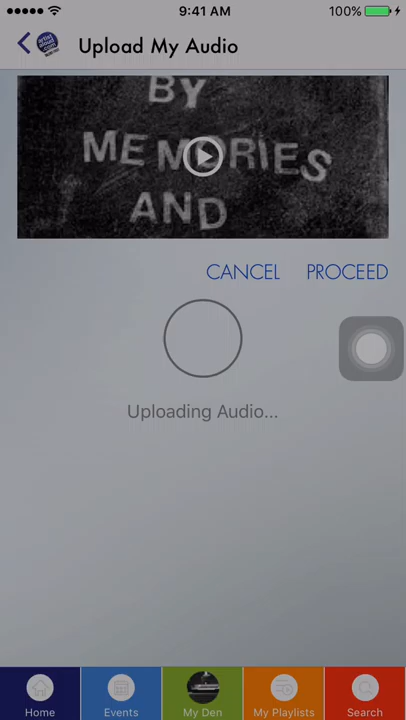 9:41 AM
100%
Upload My Audio
BY
MEMORIES
AND
CANCEL PROCEED
Uploading Audio...
Home Events My Den My Playlists Search